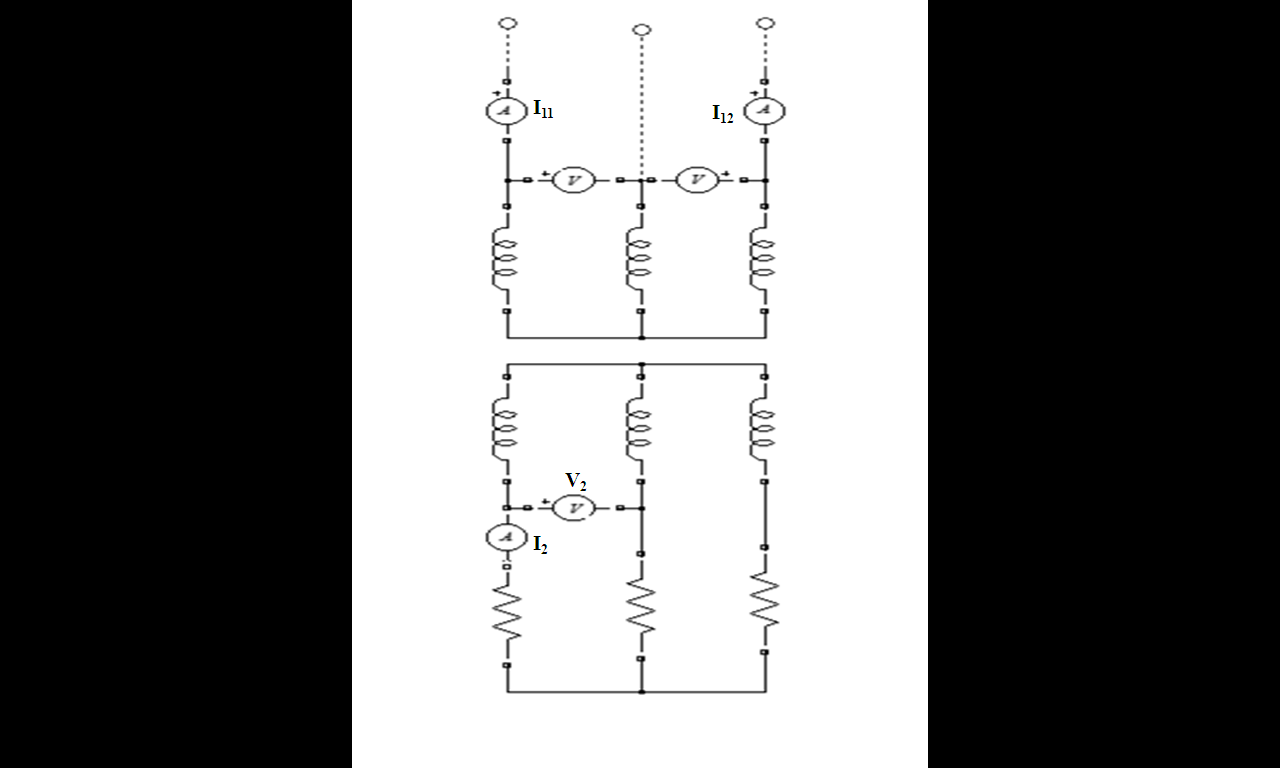 +
+
A I₁₁
I₁₂ A
+ V
V +
V₂
+ V
A I₂